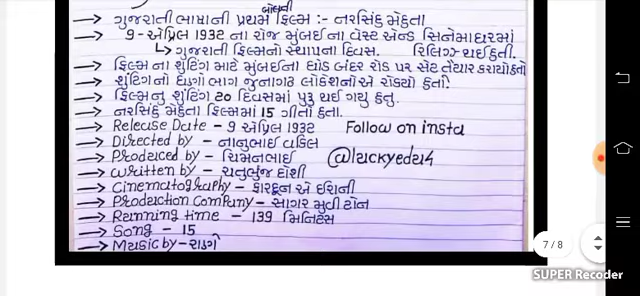 બોલતી
→ ગુજરાતી ભાષાની પ્રથમ ફિલ્મ :- નરસિંહ મેહતા
→ 9-એપ્રિલ 1932 ના રોજ મુંબઈના વેસ્ટ એન્ડ સિનેમાઘરમાં
↳ ગુજરાતી ફિલ્મનો સ્થાપના દિવસ. રિલિઝ થઈ હતી.
→ ફિલ્મ ના શુટિંગ માટે મુંબઈના ઘોડ બંદર રોડ પર સેટ તૈયાર કરાયો હતો
→ શુટિંગ નો ભાગ જુનાગઢ લોકેશનો એ રોક્યો હતો.
→ ફિલ્મનુ શુટિંગ 20 દિવસમાં પુરૂ થઈ ગયુ હતુ.
→ નરસિંહ મેહતા ફિલ્મમાં 15 ગીતો હતા.
→ Release Date - 9 એપ્રિલ 1932 Follow on insta
→ Directed by - નાનુભાઈ વકિલ
→ Produced by - ચિમનભાઈ @luckyedu4
→ written by - ચતુર્ભુજ દોશી
→ Cinematography - ફારદૂન એ ઈરાની
→ Production Company - સાગર મુવી ટોન
→ Running time - 139 મિનિટસ
→ Song - 15
→ Music by - રાણે
7 / 8
SUPER Recoder